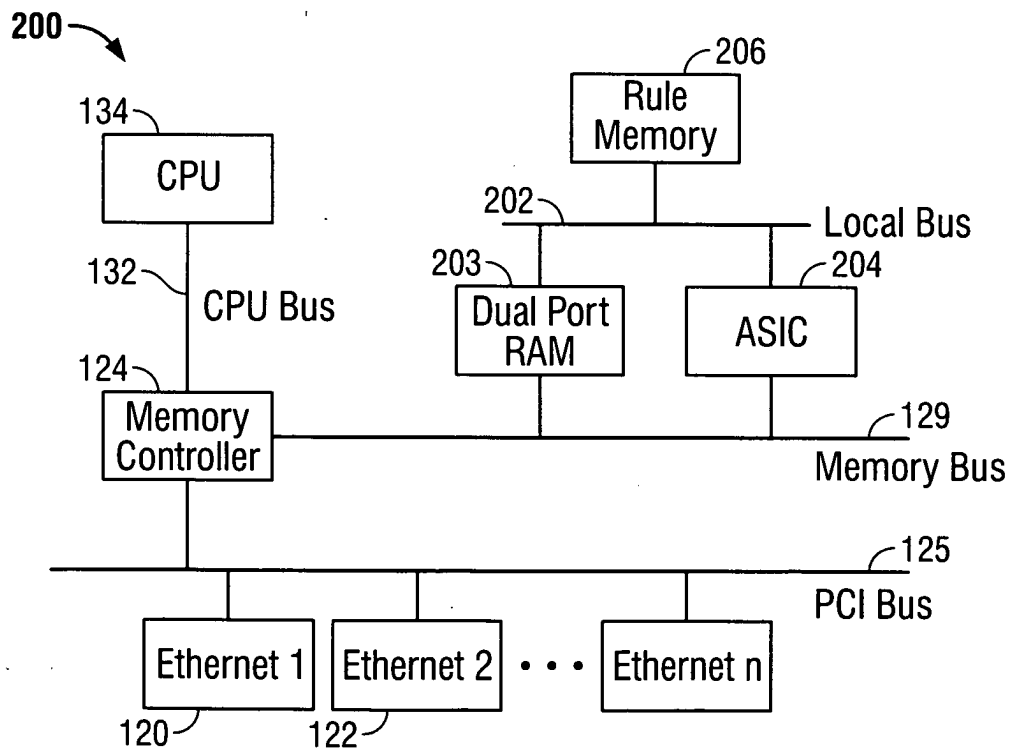 200
206
Rule
Memory
134
CPU
202
Local Bus
203
204
132
CPU Bus
Dual Port
RAM
ASIC
124
Memory
Controller
129
Memory Bus
125
PCI Bus
Ethernet 1
Ethernet 2
• • •
Ethernet n
120
122